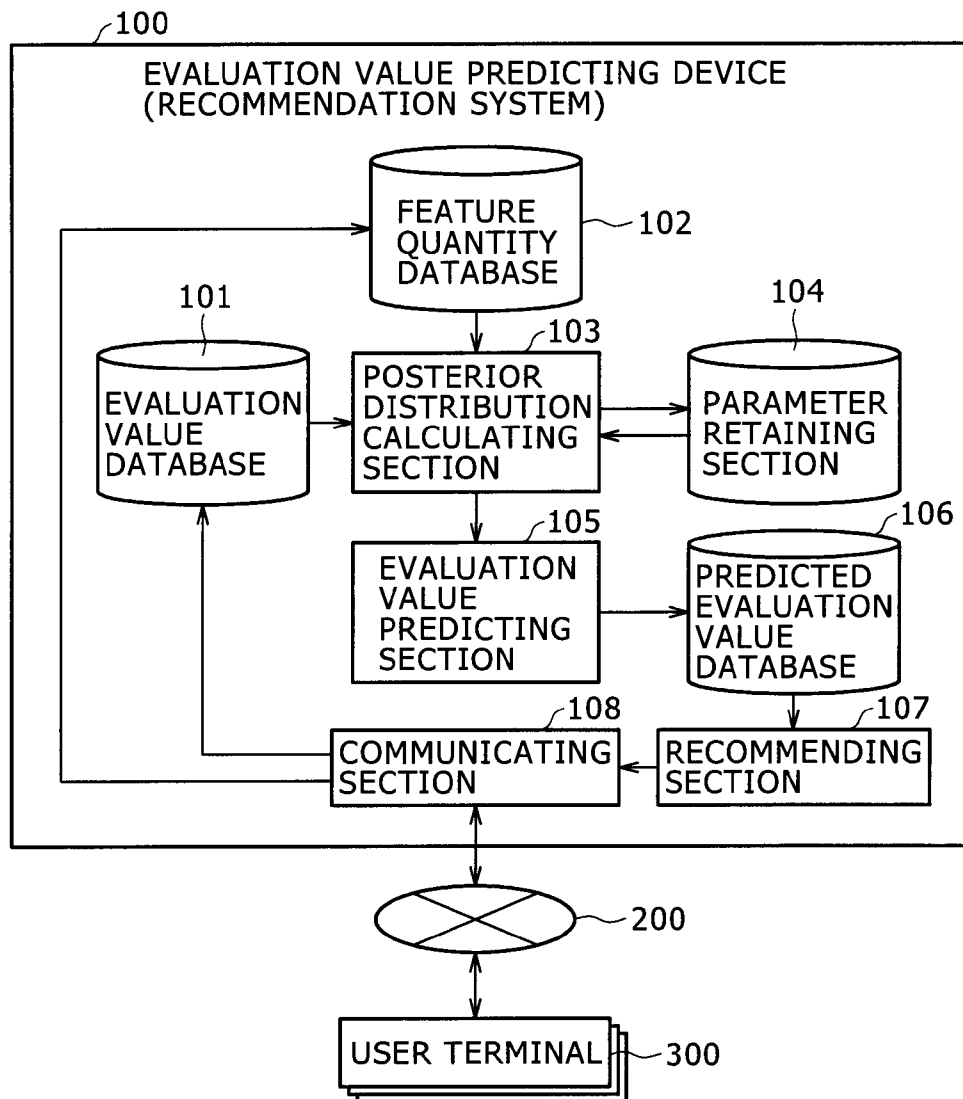 100
EVALUATION VALUE PREDICTING DEVICE
(RECOMMENDATION SYSTEM)
FEATURE
QUANTITY
DATABASE
102
101
EVALUATION
VALUE
DATABASE
103
POSTERIOR
DISTRIBUTION
CALCULATING
SECTION
104
PARAMETER
RETAINING
SECTION
105
EVALUATION
VALUE
PREDICTING
SECTION
106
PREDICTED
EVALUATION
VALUE
DATABASE
108
COMMUNICATING
SECTION
107
RECOMMENDING
SECTION
200
USER TERMINAL
300